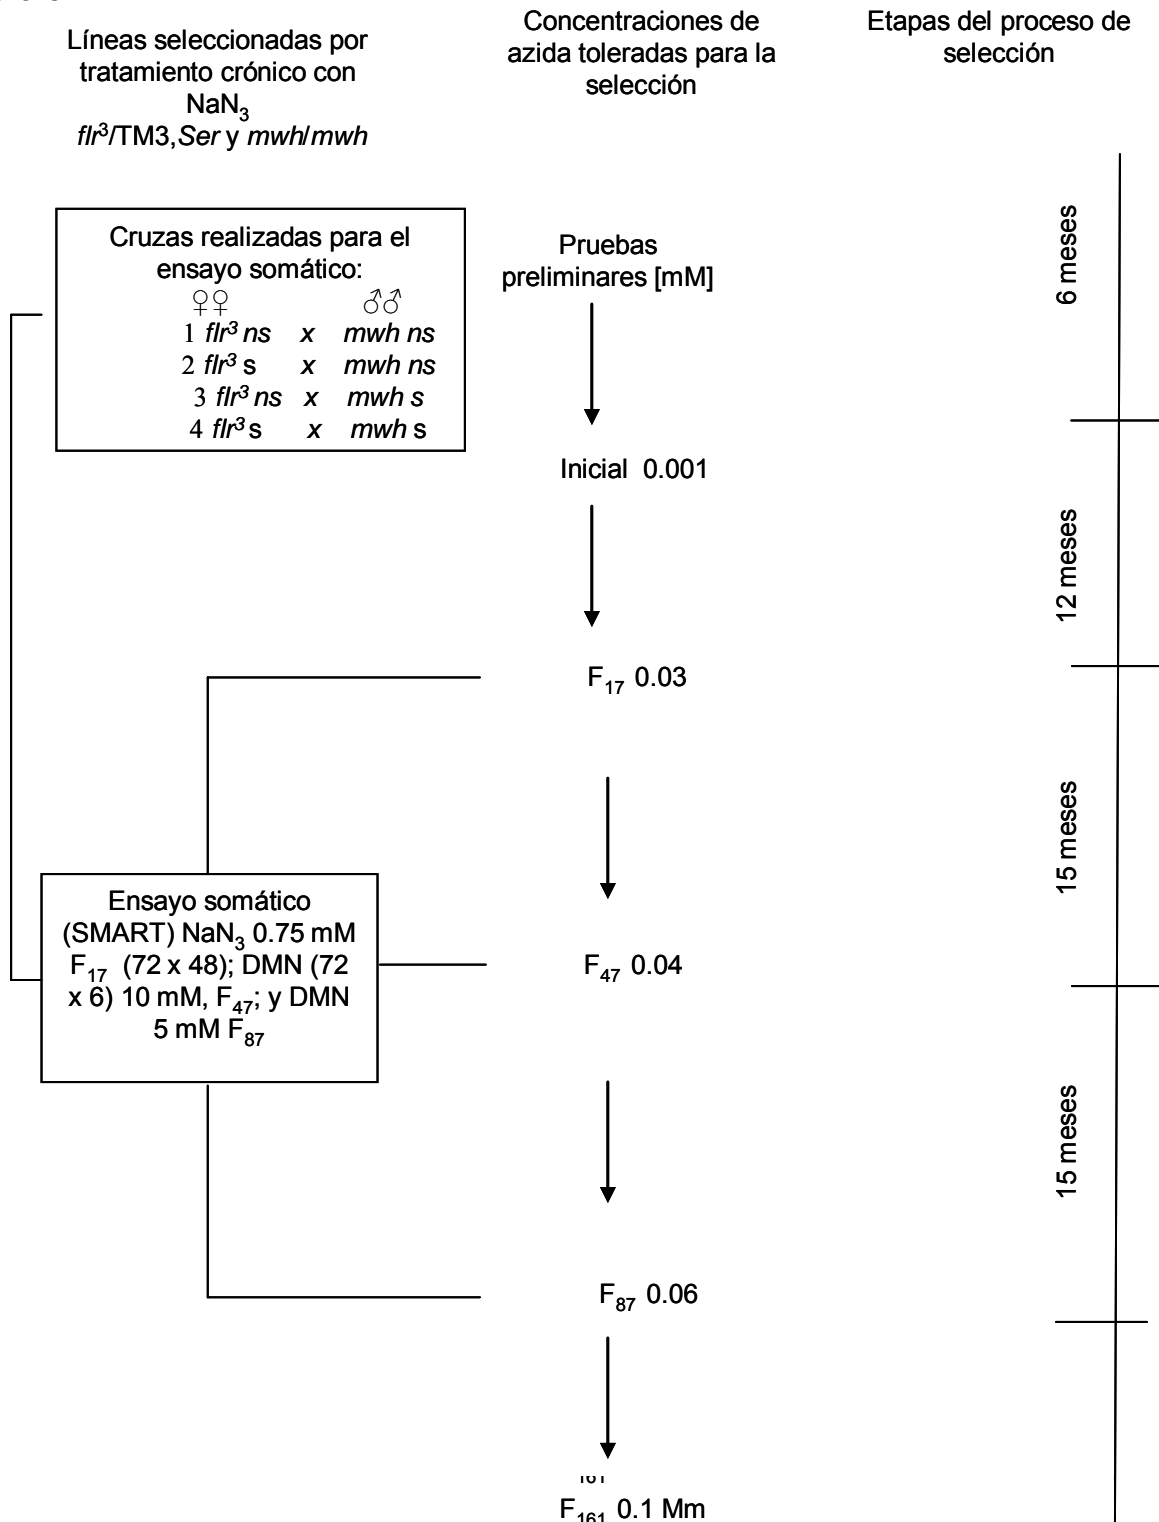 Líneas seleccionadas por
tratamiento crónico con
NaN₃
flr³/TM3,Ser y mwh/mwh
Concentraciones de
azida toleradas para la
selección
Etapas del proceso de
selección
Cruzas realizadas para el
ensayo somático:
♀♀ ♂♂
1 flr³ ns x mwh ns
2 flr³ s x mwh ns
3 flr³ ns x mwh s
4 flr³ s x mwh s
Pruebas
preliminares [mM]
6 meses
Inicial 0.001
12 meses
F₁₇ 0.03
15 meses
Ensayo somático
(SMART) NaN₃ 0.75 mM
F₁₇ (72 x 48); DMN (72
x 6) 10 mM, F₄₇; y DMN
5 mM F₈₇
F₄₇ 0.04
15 meses
F₈₇ 0.06
161
F₁₆₁ 0.1 Mm